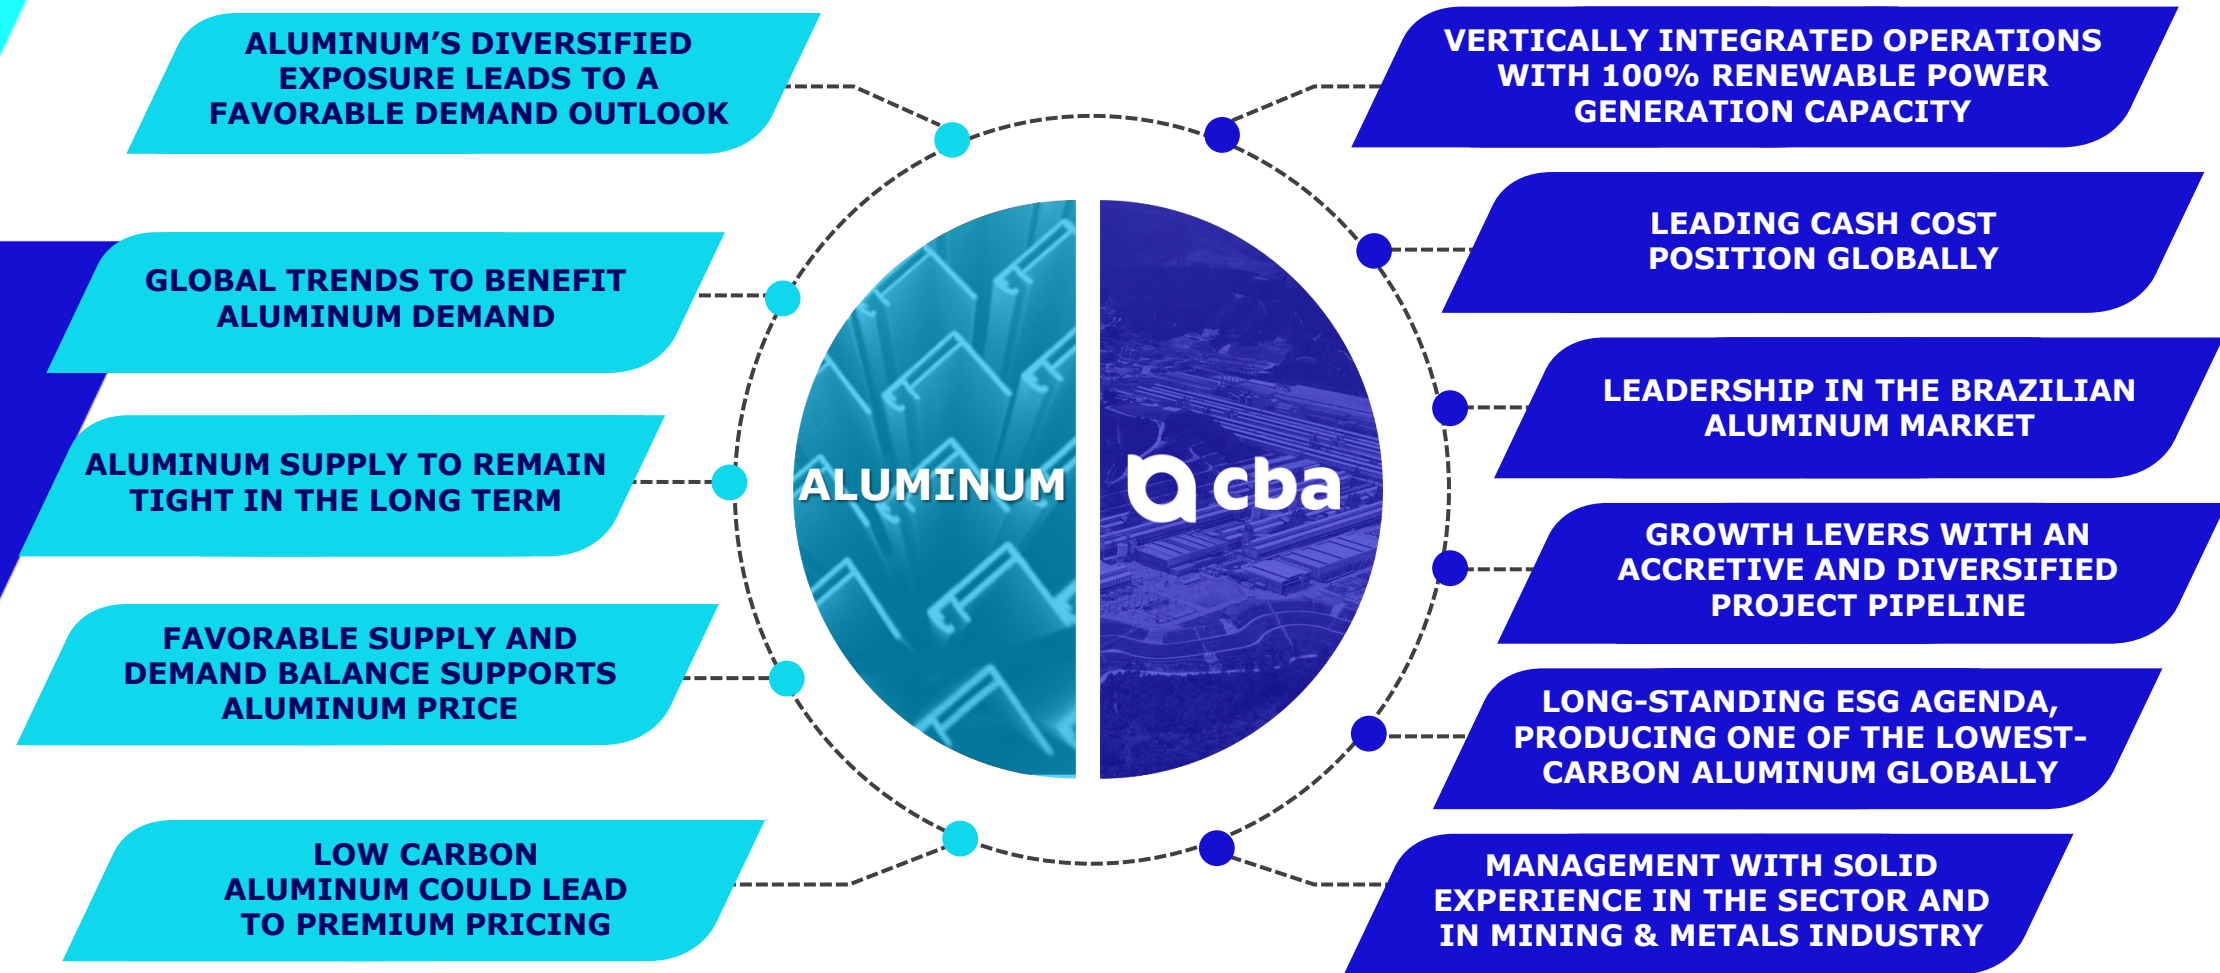 ALUMINUM’S DIVERSIFIED
EXPOSURE LEADS TO A
FAVORABLE DEMAND OUTLOOK
GLOBAL TRENDS TO BENEFIT
ALUMINUM DEMAND
ALUMINUM SUPPLY TO REMAIN
TIGHT IN THE LONG TERM
FAVORABLE SUPPLY AND
DEMAND BALANCE SUPPORTS
ALUMINUM PRICE
LOW CARBON
ALUMINUM COULD LEAD
TO PREMIUM PRICING
ALUMINUM
cba
VERTICALLY INTEGRATED OPERATIONS
WITH 100% RENEWABLE POWER
GENERATION CAPACITY
LEADING CASH COST
POSITION GLOBALLY
LEADERSHIP IN THE BRAZILIAN
ALUMINUM MARKET
GROWTH LEVERS WITH AN
ACCRETIVE AND DIVERSIFIED
PROJECT PIPELINE
LONG-STANDING ESG AGENDA,
PRODUCING ONE OF THE LOWEST-
CARBON ALUMINUM GLOBALLY
MANAGEMENT WITH SOLID
EXPERIENCE IN THE SECTOR AND
IN MINING & METALS INDUSTRY